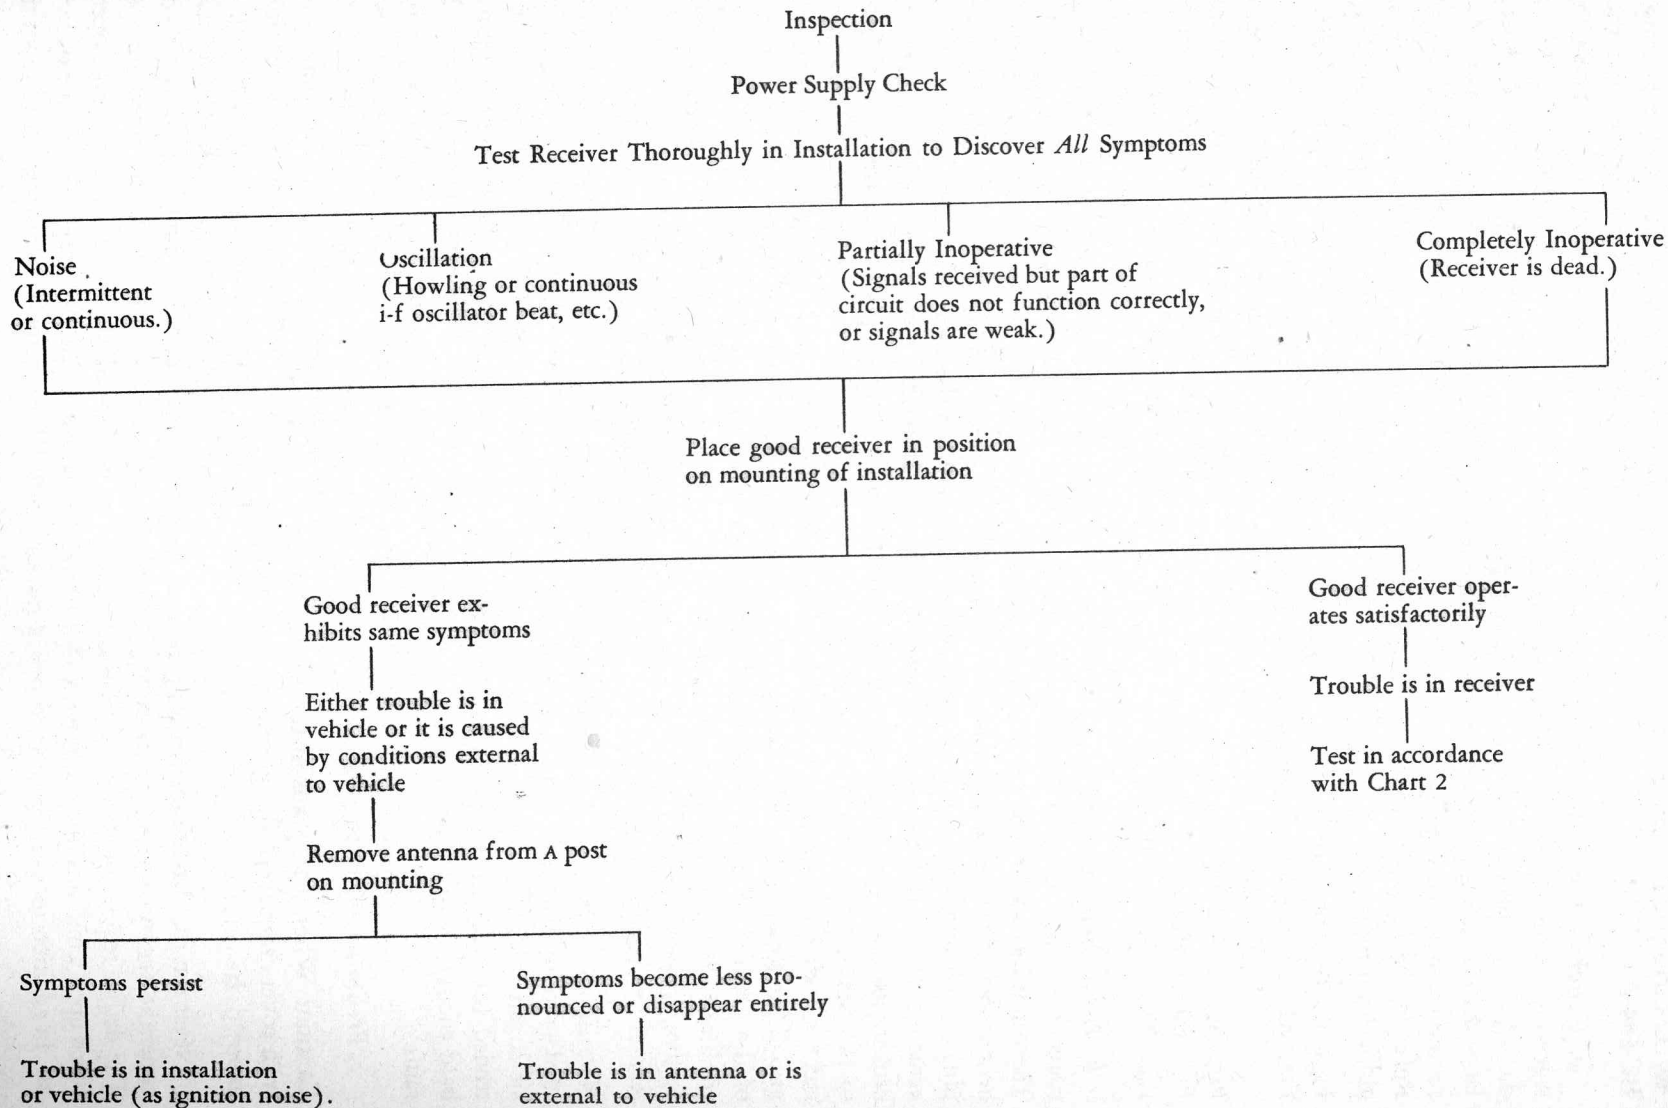 Inspection
Power Supply Check
Test Receiver Thoroughly in Installation to Discover All Symptoms
Noise
(Intermittent
or continuous.)
Oscillation
(Howling or continuous
i-f oscillator beat, etc.)
Partially Inoperative
(Signals received but part of
circuit does not function correctly,
or signals are weak.)
Completely Inoperative
(Receiver is dead.)
Place good receiver in position
on mounting of installation
Good receiver ex-
hibits same symptoms
Either trouble is in
vehicle or it is caused
by conditions external
to vehicle
Remove antenna from A post
on mounting
Symptoms persist
Trouble is in installation
or vehicle (as ignition noise).
Symptoms become less pro-
nounced or disappear entirely
Trouble is in antenna or is
external to vehicle
Good receiver oper-
ates satisfactorily
Trouble is in receiver
Test in accordance
with Chart 2